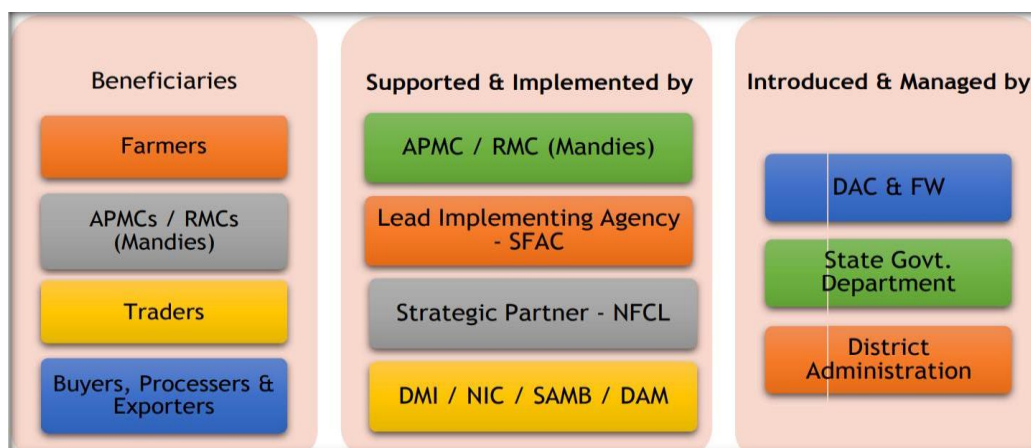 Beneficiaries
Farmers
APMCs / RMCs
(Mandies)
Traders
Buyers, Processers &
Exporters
Supported & Implemented by
APMC / RMC (Mandies)
Lead Implementing Agency
- SFAC
Strategic Partner - NFCL
DMI / NIC / SAMB / DAM
Introduced & Managed by
DAC & FW
State Govt.
Department
District
Administration